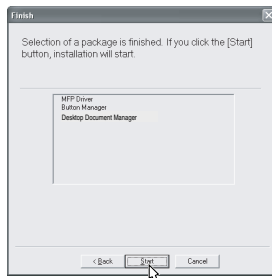 Finish
Selection of a package is finished. If you click the [Start]
button, installation will start.
MFP Driver
Button Manager
Desktop Document Manager
< Back
Start
Cancel